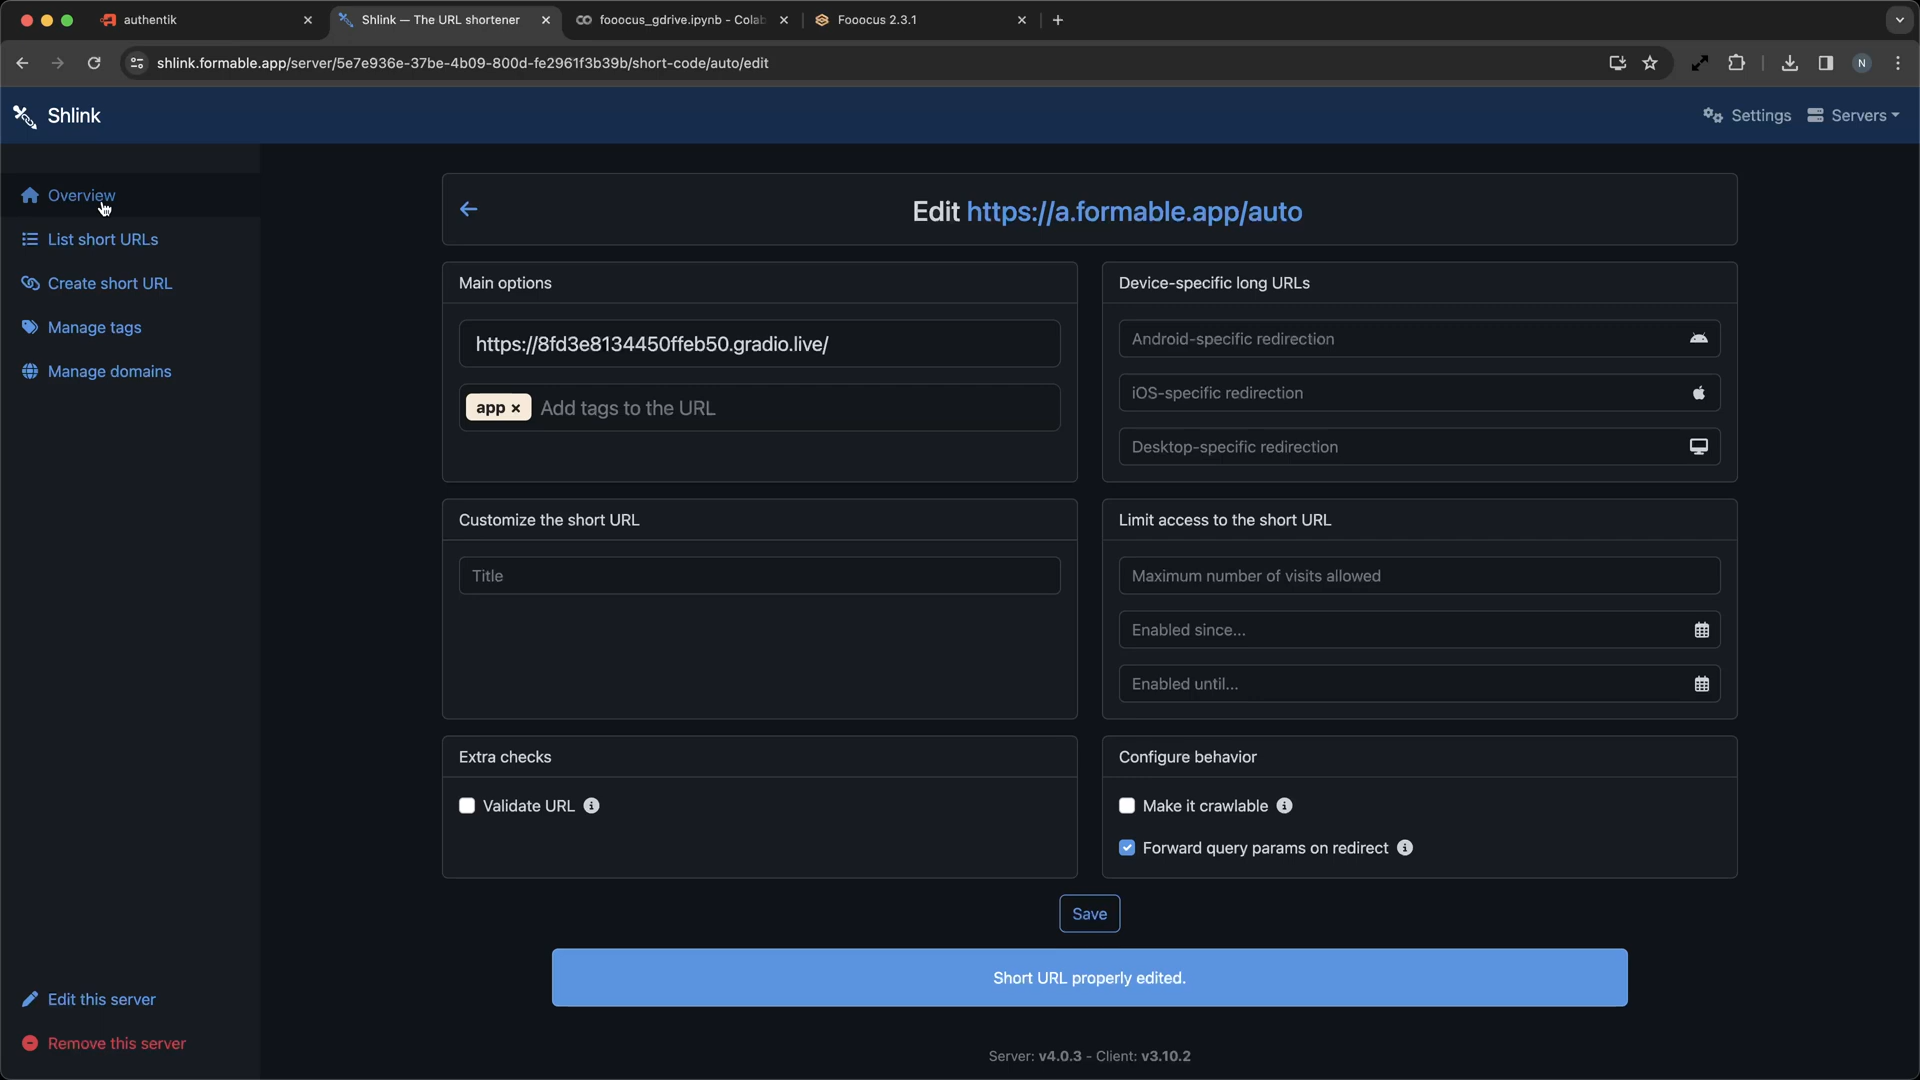 authentik
Shlink — The URL shortener
fooocus_gdrive.ipynb - Colab
Fooocus 2.3.1
shlink.formable.app/server/5e7e936e-37be-4b09-800d-fe2961f3b39b/short-code/auto/edit
N
Shlink
Settings
Servers
Overview
List short URLs
Create short URL
Manage tags
Manage domains
Edit this server
Remove this server
Edit https://a.formable.app/auto
Main options
https://8fd3e8134450ffeb50.gradio.live/
app × Add tags to the URL
Device-specific long URLs
Android-specific redirection
iOS-specific redirection
Desktop-specific redirection
Customize the short URL
Title
Limit access to the short URL
Maximum number of visits allowed
Enabled since...
Enabled until...
Extra checks
Validate URL
Configure behavior
Make it crawlable
Forward query params on redirect
Save
Short URL properly edited.
Server: v4.0.3 - Client: v3.10.2